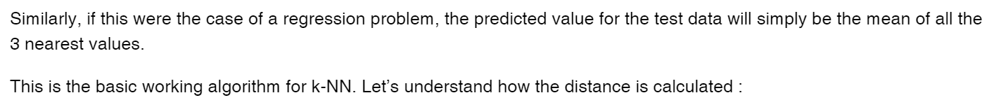 Similarly, if this were the case of a regression problem, the predicted value for the test data will simply be the mean of all the
3 nearest values.
This is the basic working algorithm for k-NN. Let’s understand how the distance is calculated :